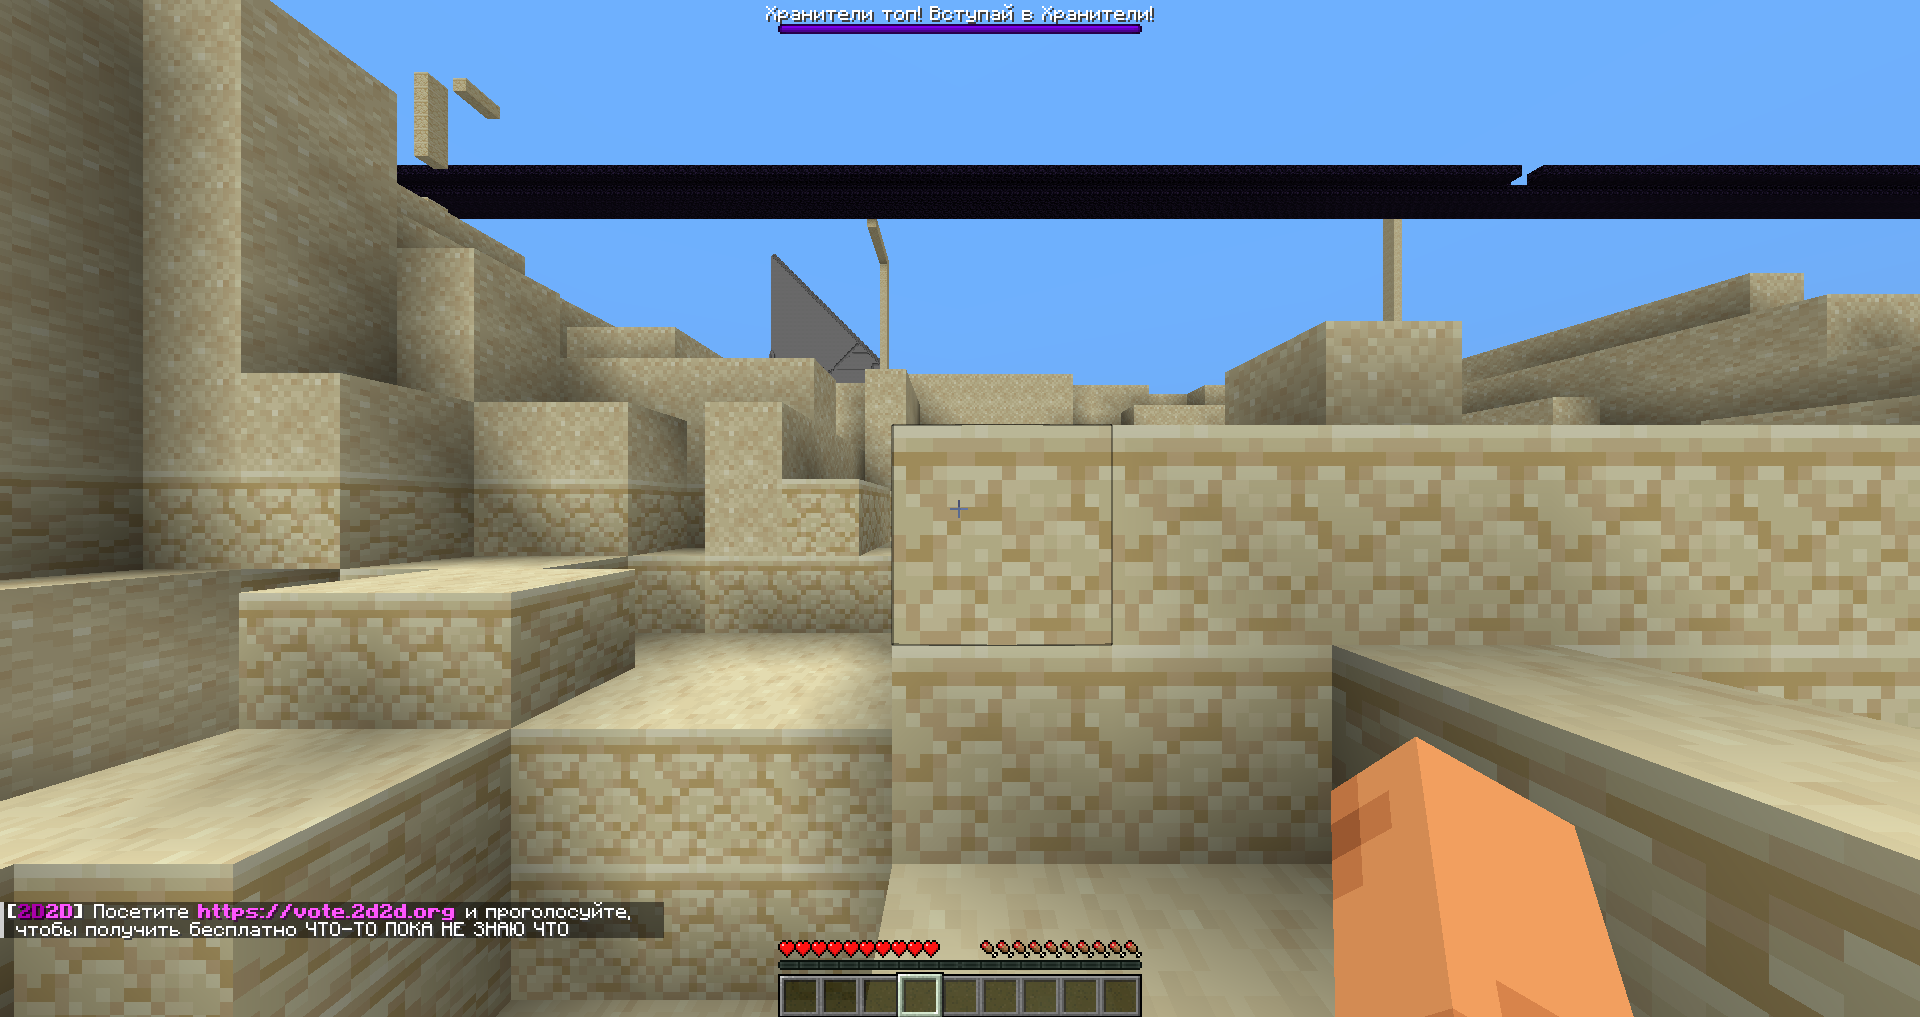 Хранители топ! Вступай в Хранители!
[2D2D] Посетите https://vote.2d2d.org и проголосуйте,
чтобы получить бесплатно ЧТО-ТО ПОКА НЕ ЗНАЮ ЧТО